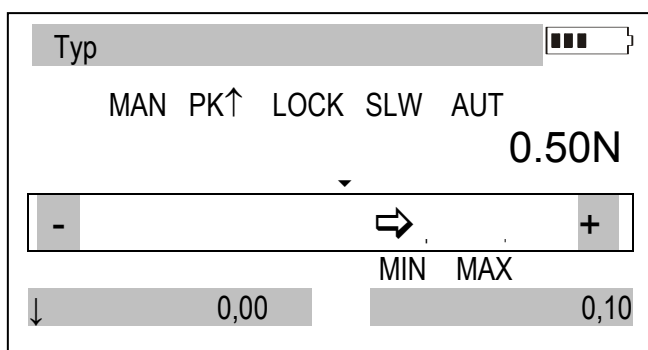 Typ
MAN PK↑ LOCK SLW AUT
0.50N
- +
MIN MAX
↓ 0,00 0,10